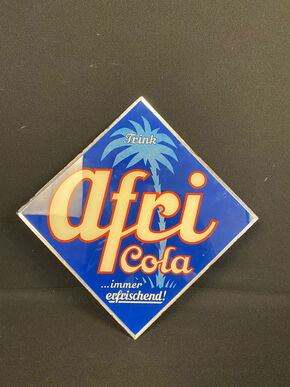 Trink
afri
Cola
...immer
erfrischend!